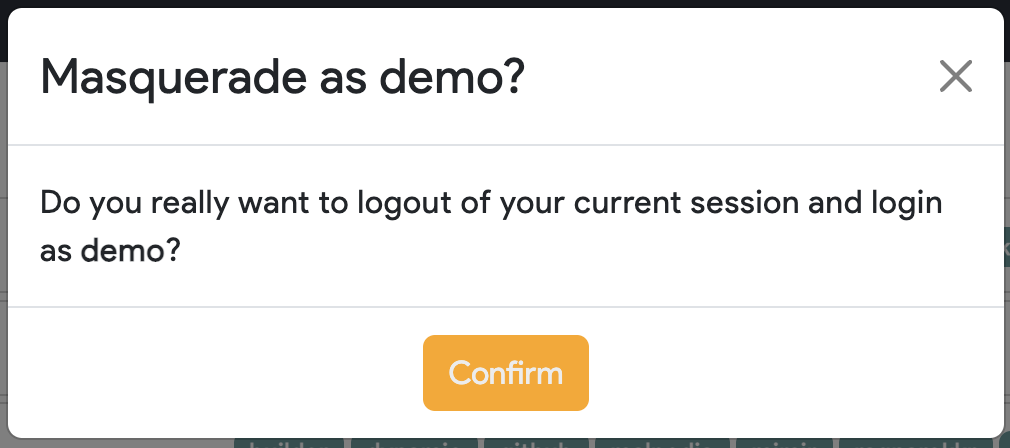 Masquerade as demo?
Do you really want to logout of your current session and login
as demo?
Confirm